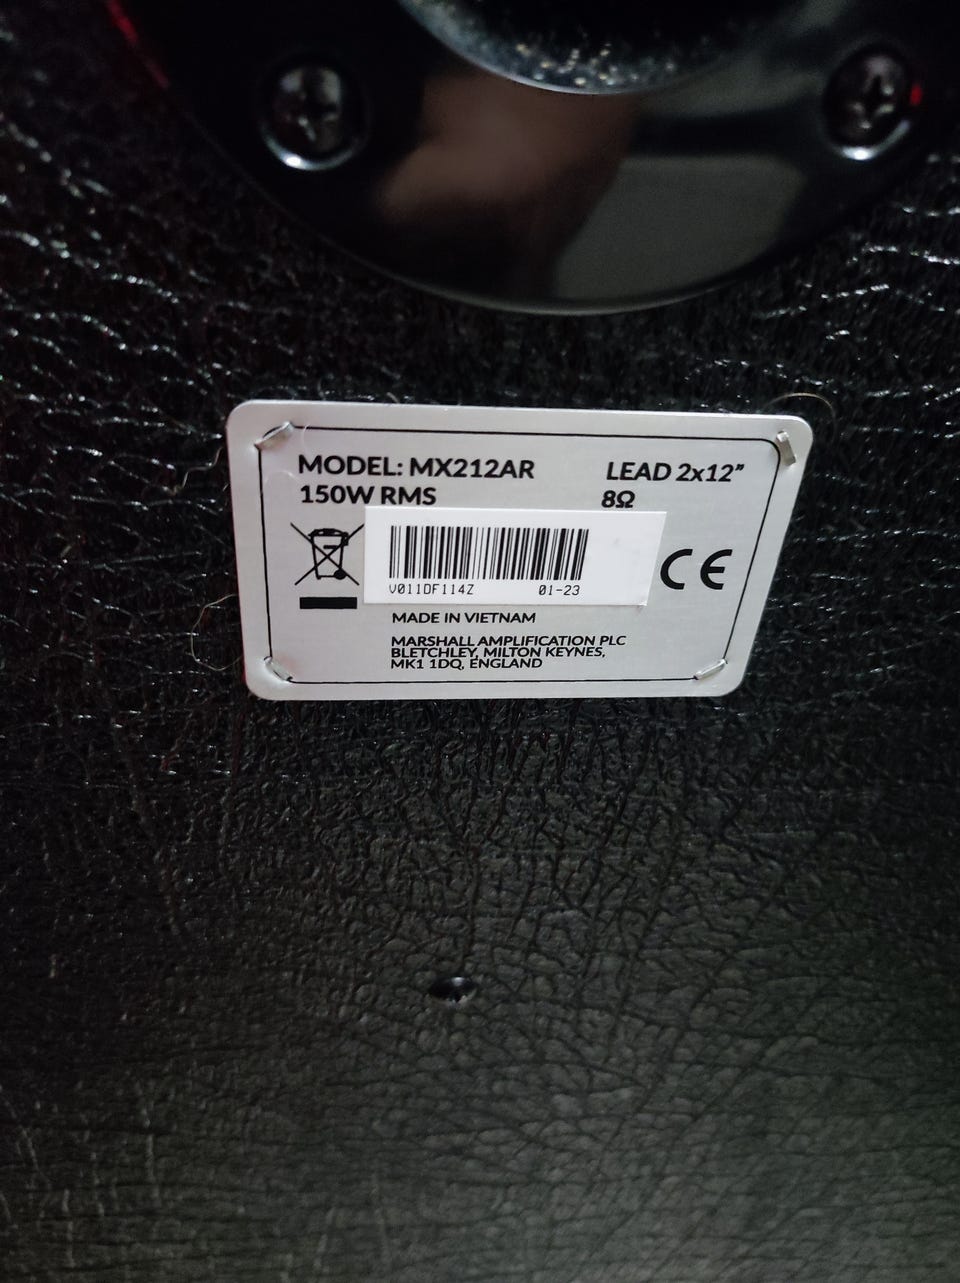 MODEL: MX212AR
LEAD 2x12”
150W RMS
8Ω
V011DF114Z
01-23
CE
MADE IN VIETNAM
MARSHALL AMPLIFICATION PLC
BLETCHLEY, MILTON KEYNES,
MK1 1DQ, ENGLAND